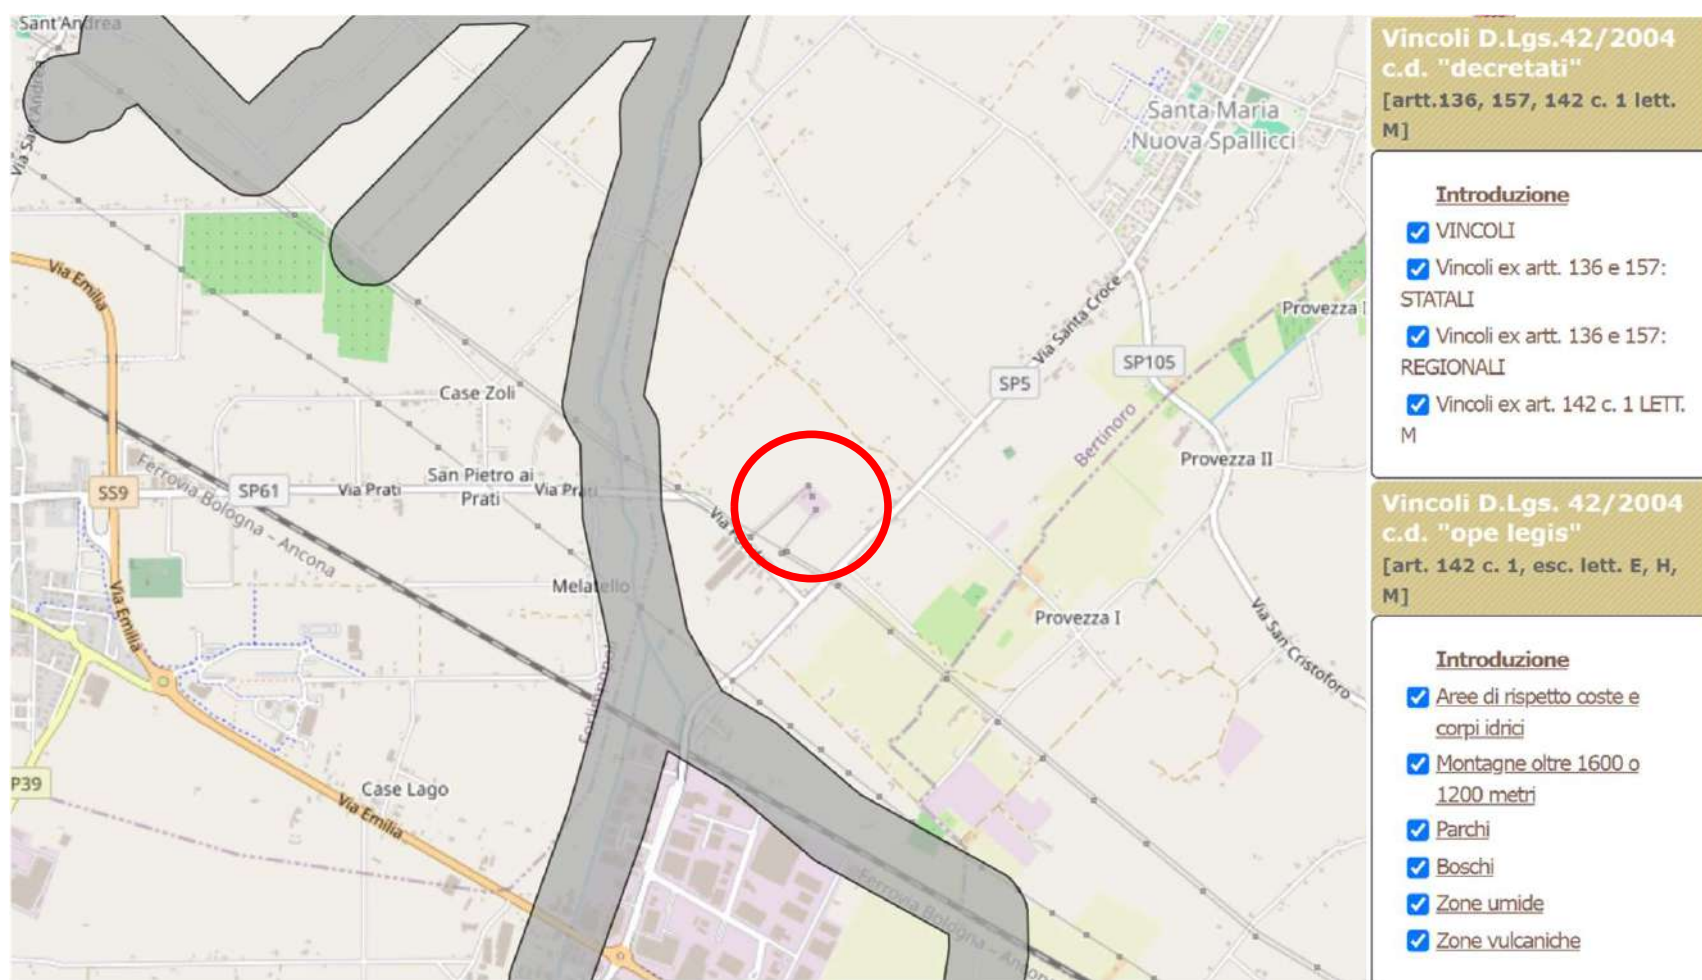 Sant'Andrea
Via Sant'Andrea
Santa Maria
Nuova Spallicci
Via Emilia
Provezza I
Via Santa Croce
SP105
SP5
Case Zoli
Bertinoro
Provezza II
Ferrovia Bologna - Ancona
San Pietro ai
Prati
SS9
SP61
Via Prati
Via Prati
Melatello
Via Emilia
Provezza I
Via San Cristoforo
P39
Case Lago
Via Emilia
Ferrovia Bologna - Ancona
Vincoli D.Lgs.42/2004
c.d. "decretati"
[artt.136, 157, 142 c. 1 lett.
M]
Introduzione
VINCOLI
Vincoli ex artt. 136 e 157:
STATALI
Vincoli ex artt. 136 e 157:
REGIONALI
Vincoli ex art. 142 c. 1 LETT.
M
Vincoli D.Lgs. 42/2004
c.d. "ope legis"
[art. 142 c. 1, esc. lett. E, H,
M]
Introduzione
Aree di rispetto coste e
corpi idrici
Montagne oltre 1600 o
1200 metri
Parchi
Boschi
Zone umide
Zone vulcaniche